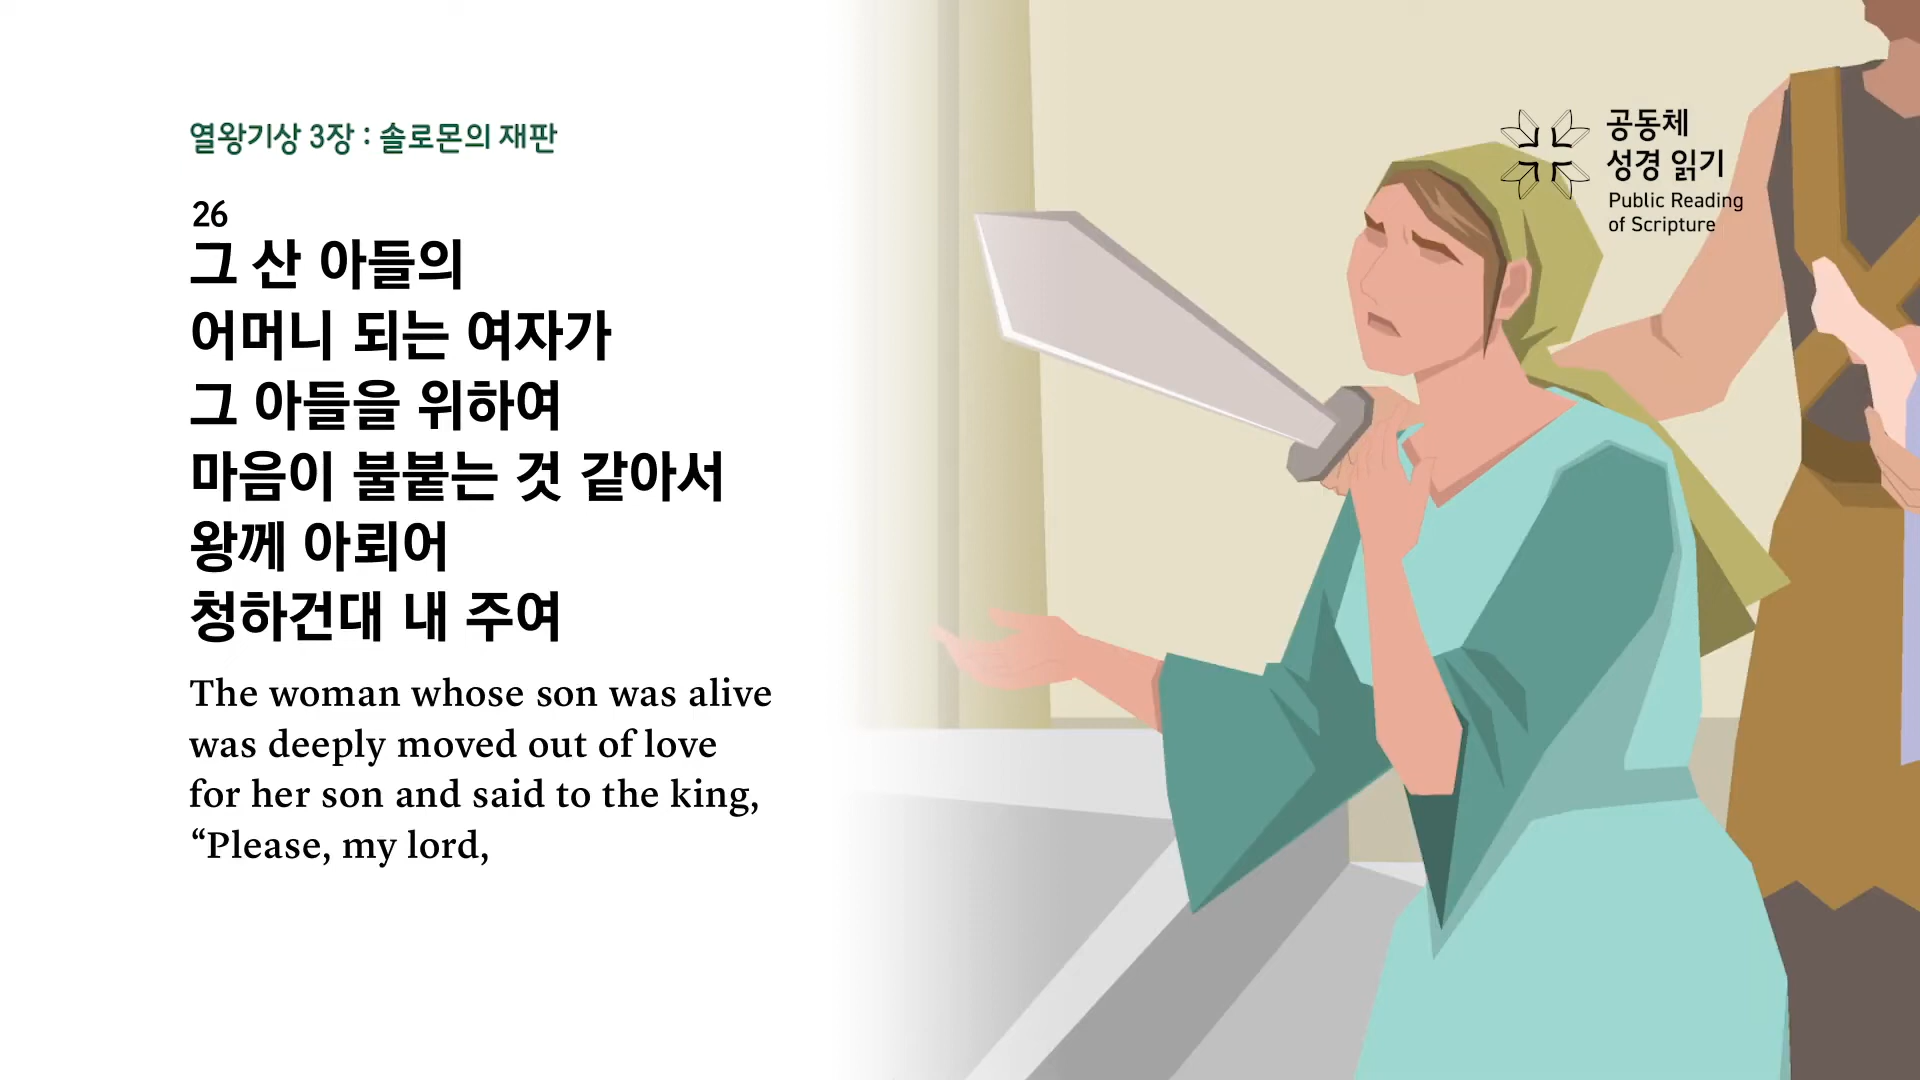 열왕기상 3장 : 솔로몬의 재판
26
그 산 아들의
어머니 되는 여자가
그 아들을 위하여
마음이 불붙는 것 같아서
왕께 아뢰어
청하건대 내 주여
The woman whose son was alive
was deeply moved out of love
for her son and said to the king,
“Please, my lord,
공동체
성경 읽기
Public Reading
of Scripture